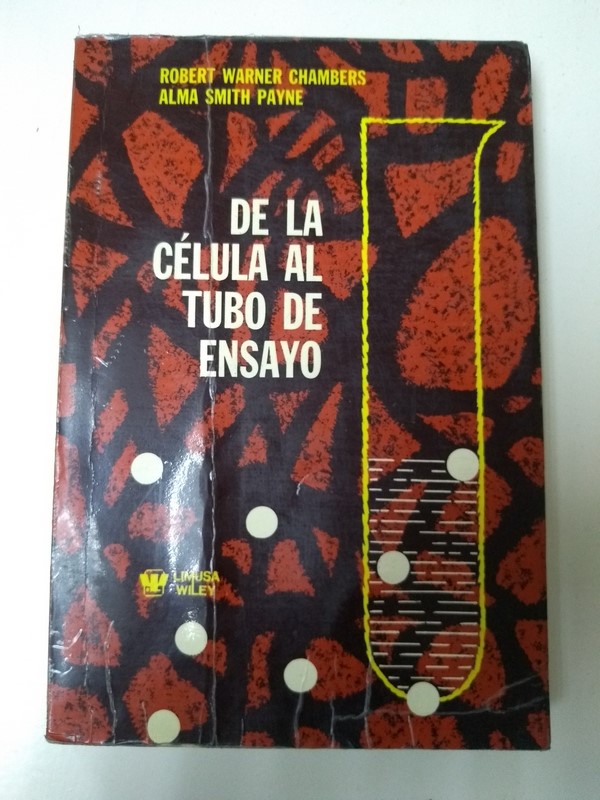 ROBERT WARNER CHAMBERS
ALMA SMITH PAYNE
DE LA
CÉLULA AL
TUBO DE
ENSAYO
LIMUSA
WILEY